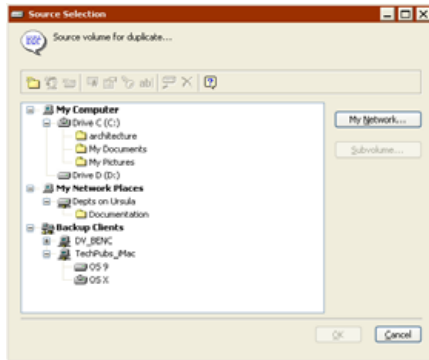 Source Selection
Source volume for duplicate...
My Computer
Drive C (C:)
architecture
My Documents
My Pictures
Drive D (D:)
My Network Places
Depts on Ursula
Documentation
Backup Clients
DV_BENC
TechPubs_iMac
OS 9
OS X
My Network...
Subvolume...
OK
Cancel